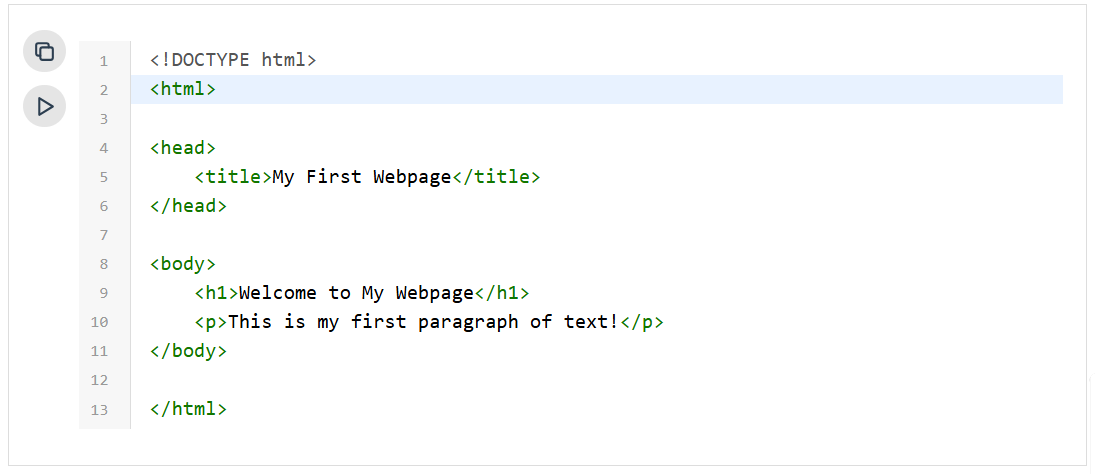 1 <!DOCTYPE html>
2 <html>
3
4 <head>
5     <title>My First Webpage</title>
6 </head>
7
8 <body>
9     <h1>Welcome to My Webpage</h1>
10     <p>This is my first paragraph of text!</p>
11 </body>
12
13 </html>